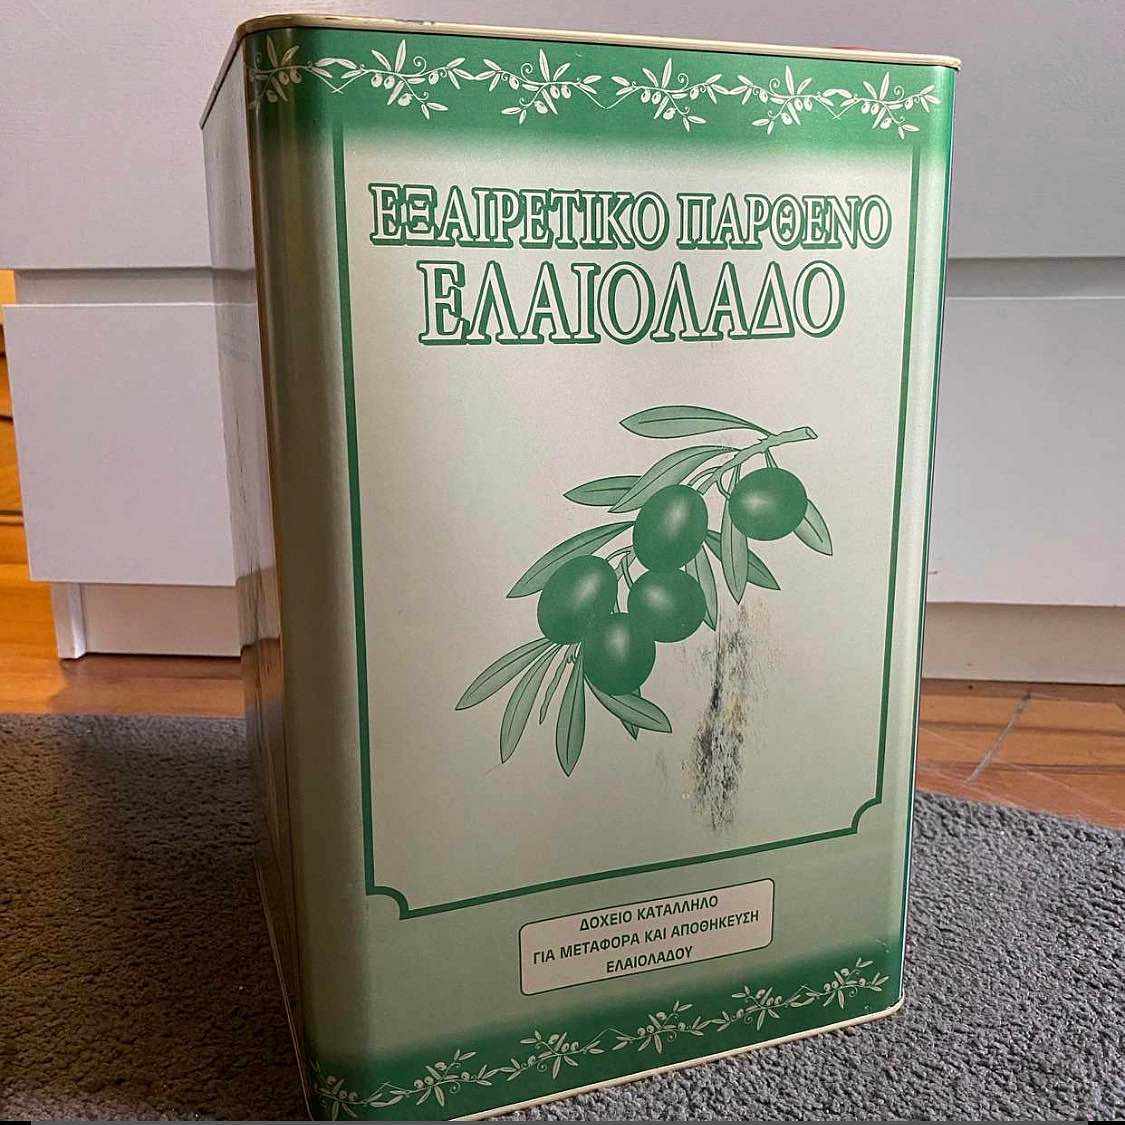 ΕΞΑΙΡΕΤΙΚΟ ΠΑΡΘΕΝΟ
ΕΛΑΙΟΛΑΔΟ
ΔΟΧΕΙΟ ΚΑΤΑΛΛΗΛΟ
ΓΙΑ ΜΕΤΑΦΟΡΑ ΚΑΙ ΑΠΟΘΗΚΕΥΣΗ
ΕΛΑΙΟΛΑΔΟΥ